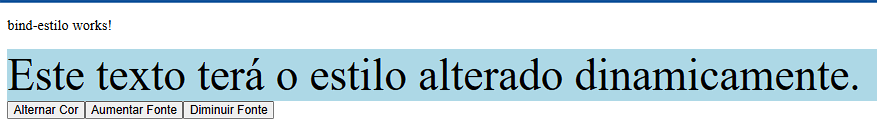 bind-estilo works!
Este texto terá o estilo alterado dinamicamente.
Alternar Cor Aumentar Fonte Diminuir Fonte